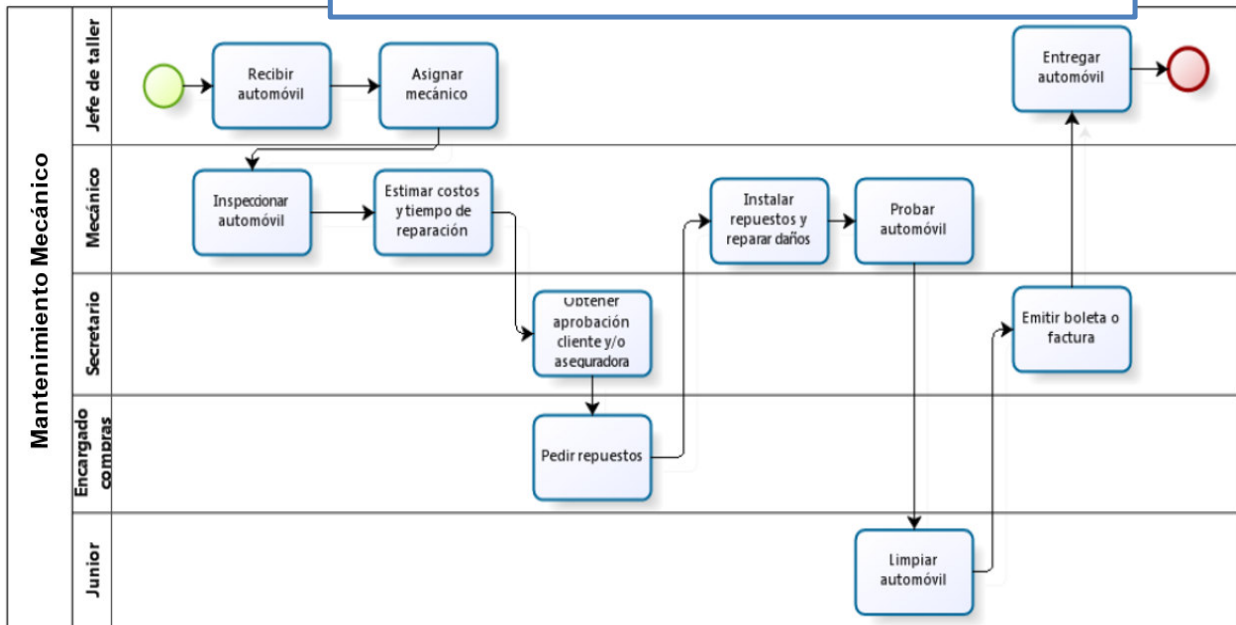 Mantenimiento Mecánico
Jefe de taller
Recibir
automóvil
Asignar
mecánico
Entregar
automóvil
Mecánico
Inspeccionar
automóvil
Estimar costos
y tiempo de
reparación
Instalar
repuestos y
reparar daños
Probar
automóvil
Secretario
Obtener
aprobación
cliente y/o
aseguradora
Emitir boleta o
factura
Encargado
compras
Pedir repuestos
Junior
Limpiar
automóvil